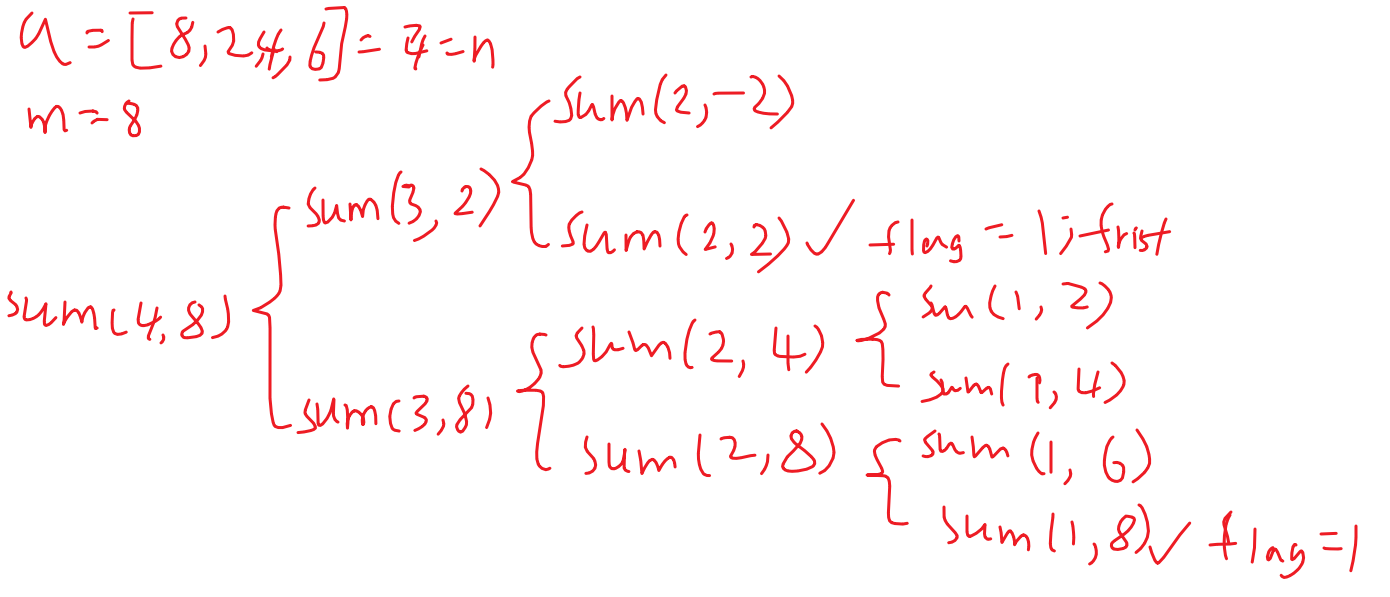 a = [8,2,4,6] = 4 = n
m = 8
sum(2,-2)
sum(3,2)
sum(2,2) ✓ flag = 1; frist
sum(4,8)
sum(1,2)
sum(2,4)
sum(1,4)
sum(3,8)
sum(1,6)
sum(2,8)
sum(1,8) ✓ flag=1